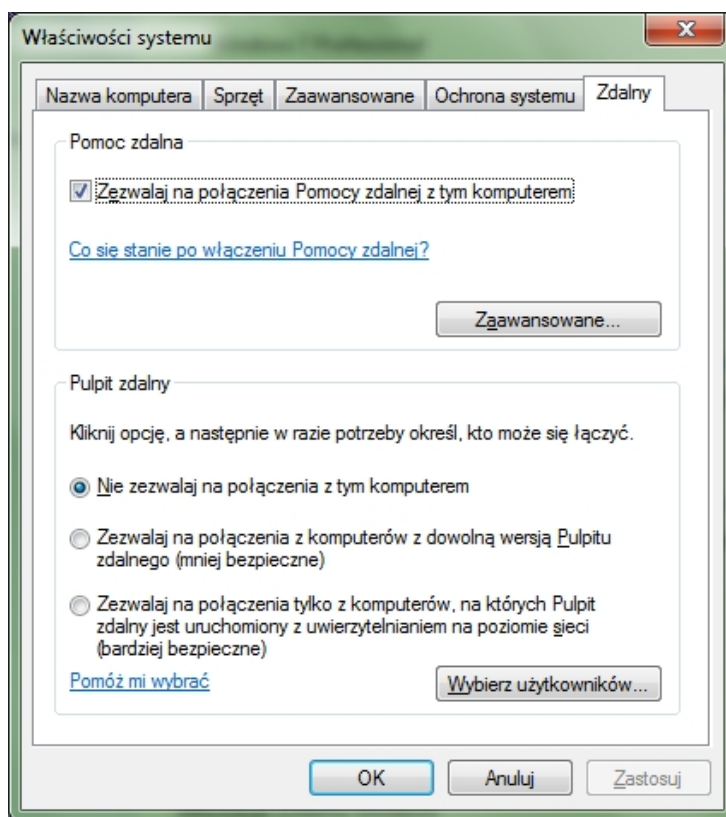 Właściwości systemu
Nazwa komputera
Sprzęt
Zaawansowane
Ochrona systemu
Zdalny
Pomoc zdalna
Zezwalaj na połączenia Pomocy zdalnej z tym komputerem
Co się stanie po włączeniu Pomocy zdalnej?
Zaawansowane...
Pulpit zdalny
Kliknij opcję, a następnie w razie potrzeby określ, kto może się łączyć.
Nie zezwalaj na połączenia z tym komputerem
Zezwalaj na połączenia z komputerów z dowolną wersją Pulpitu
zdalnego (mniej bezpieczne)
Zezwalaj na połączenia tylko z komputerów, na których Pulpit
zdalny jest uruchomiony z uwierzytelnianiem na poziomie sieci
(bardziej bezpieczne)
Pomóż mi wybrać
Wybierz użytkowników...
OK
Anuluj
Zastosuj